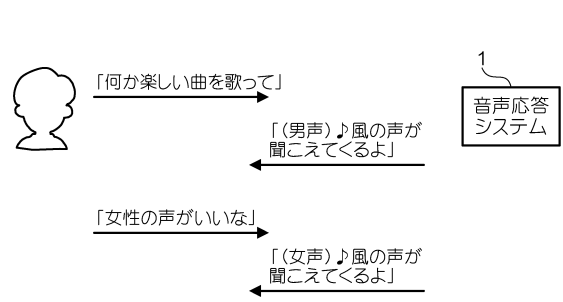 「何か楽しい曲を歌って」
1
音声応答
システム
「（男声）♪風の声が
聞こえてくるよ」
「女性の声がいいな」
「（女声）♪風の声が
聞こえてくるよ」